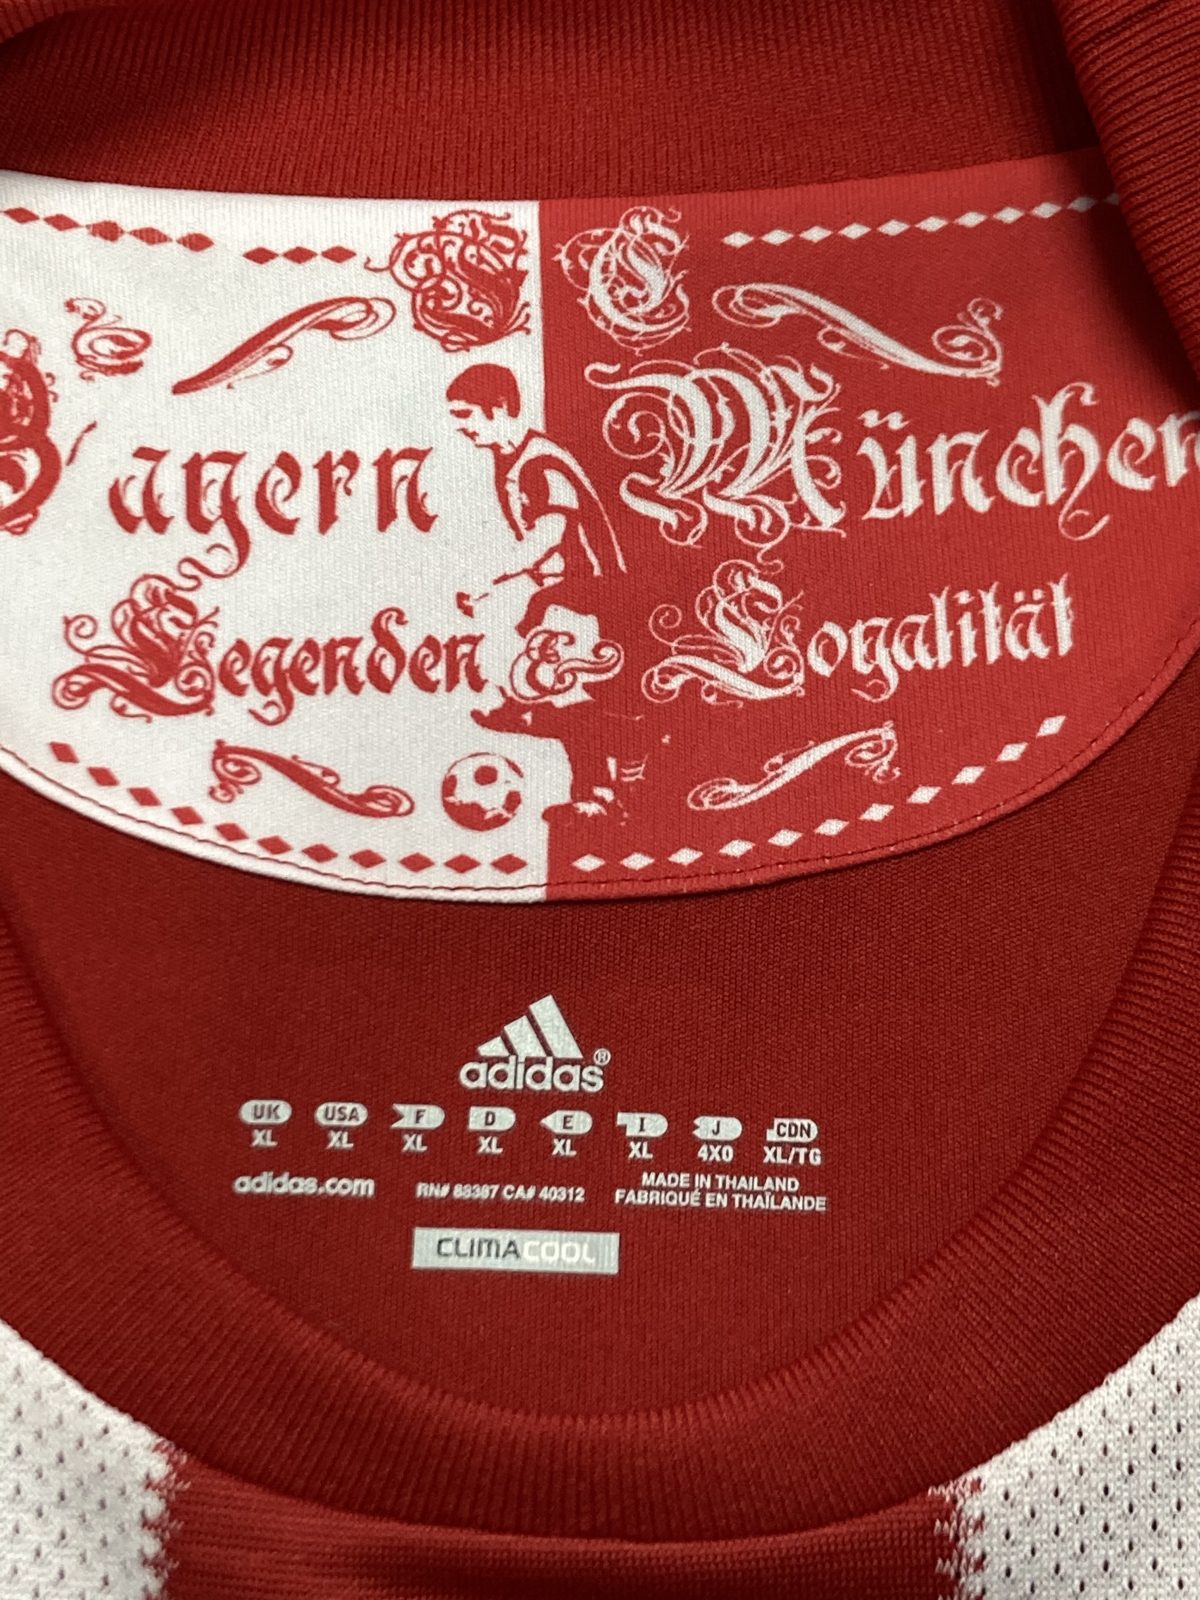 F C
Bayern München
Legenden & Loyalität
adidas®
UK USA F D E I J CDN
XL XL XL XL XL XL 4X0 XL/TG
adidas.com RN# 88387 CA# 40312 MADE IN THAILAND
FABRIQUÉ EN THAÏLANDE
CLIMACOOL